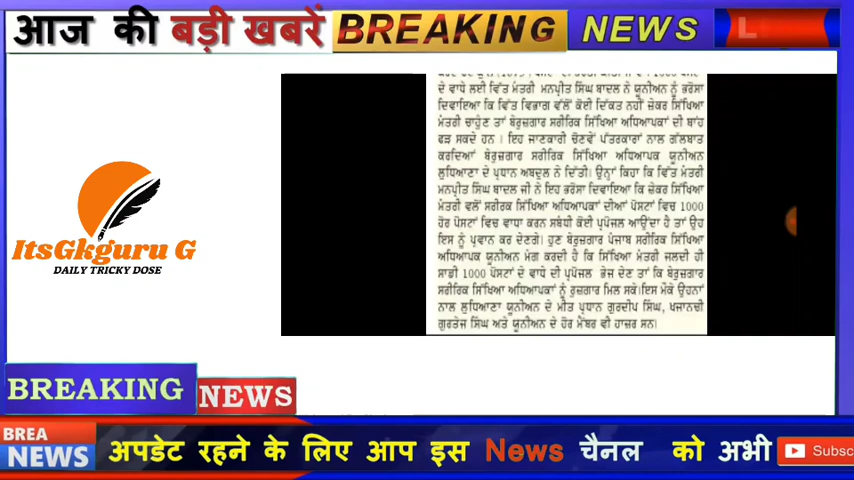 आज की बड़ी खबरें BREAKING NEWS L
ਦੇ ਵਾਧੇ ਲਈ ਵਿੱਤ ਮੰਤਰੀ ਮਨਪ੍ਰੀਤ ਸਿੰਘ ਬਾਦਲ ਨੇ ਯੂਨੀਅਨ ਨੂੰ ਭਰੋਸਾ
ਦਿਵਾਇਆ ਕਿ ਵਿੱਤ ਵਿਭਾਗ ਵੱਲੋਂ ਕੋਈ ਦਿੱਕਤ ਨਹੀਂ ਜੇਕਰ ਸਿੱਖਿਆ
ਮੰਤਰੀ ਚਾਹੁਣ ਤਾਂ ਬੇਰੁਜ਼ਗਾਰ ਸਰੀਰਿਕ ਸਿੱਖਿਆ ਅਧਿਆਪਕਾਂ ਦੀ ਬਾਂਹ
ਫੜ ਸਕਦੇ ਹਨ । ਇਹ ਜਾਣਕਾਰੀ ਚੋਣਵੇਂ ਪੱਤਰਕਾਰਾਂ ਨਾਲ ਗੱਲਬਾਤ
ਕਰਦਿਆਂ ਬੇਰੁਜ਼ਗਾਰ ਸਰੀਰਿਕ ਸਿੱਖਿਆ ਅਧਿਆਪਕ ਯੂਨੀਅਨ
ਲੁਧਿਆਣਾ ਦੇ ਪ੍ਰਧਾਨ ਅਬਦੁਲ ਨੇ ਦਿੱਤੀ। ਉਨ੍ਹਾਂ ਕਿਹਾ ਕਿ ਵਿੱਤ ਮੰਤਰੀ
ਮਨਪ੍ਰੀਤ ਸਿੰਘ ਬਾਦਲ ਜੀ ਨੇ ਇਹ ਭਰੋਸਾ ਦਿਵਾਇਆ ਕਿ ਜੇਕਰ ਸਿੱਖਿਆ
ਮੰਤਰੀ ਵਲੋਂ ਸਰੀਰਕ ਸਿੱਖਿਆ ਅਧਿਆਪਕਾਂ ਦੀਆਂ ਪੋਸਟਾਂ ਵਿਚ 1000
ਹੋਰ ਪੋਸਟਾਂ ਵਿਚ ਵਾਧਾ ਕਰਨ ਸਬੰਧੀ ਕੋਈ ਪ੍ਰਪੋਜਲ ਆਉਂਦਾ ਹੈ ਤਾਂ ਉਹ
ਇਸ ਨੂੰ ਪ੍ਰਵਾਨ ਕਰ ਦੇਣਗੇ। ਹੁਣ ਬੇਰੁਜ਼ਗਾਰ ਪੰਜਾਬ ਸਰੀਰਿਕ ਸਿੱਖਿਆ
ਅਧਿਆਪਕ ਯੂਨੀਅਨ ਮੰਗ ਕਰਦੀ ਹੈ ਕਿ ਸਿੱਖਿਆ ਮੰਤਰੀ ਜਲਦੀ ਹੀ
ਸਾਡੀ 1000 ਪੋਸਟਾਂ ਦੇ ਵਾਧੇ ਦੀ ਪ੍ਰਪੋਜਲ ਭੇਜ ਦੇਣ ਤਾਂ ਕਿ ਬੇਰੁਜ਼ਗਾਰ
ਸਰੀਰਿਕ ਸਿੱਖਿਆ ਅਧਿਆਪਕਾਂ ਨੂੰ ਰੁਜ਼ਗਾਰ ਮਿਲ ਸਕੇ।ਇਸ ਮੌਕੇ ਉਹਨਾਂ
ਨਾਲ ਲੁਧਿਆਣਾ ਯੂਨੀਅਨ ਦੇ ਮੀਤ ਪ੍ਰਧਾਨ ਗੁਰਦੀਪ ਸਿੰਘ, ਖਜਾਨਚੀ
ਗੁਰਤੇਜ ਸਿੰਘ ਅਤੇ ਯੂਨੀਅਨ ਦੇ ਹੋਰ ਮੈਂਬਰ ਵੀ ਹਾਜ਼ਰ ਸਨ।
ItsGkguru G
DAILY TRICKY DOSE
BREAKING
NEWS
BREA
NEWS
अपडेट रहने के लिए आप इस News चैनल को अभी Subsc